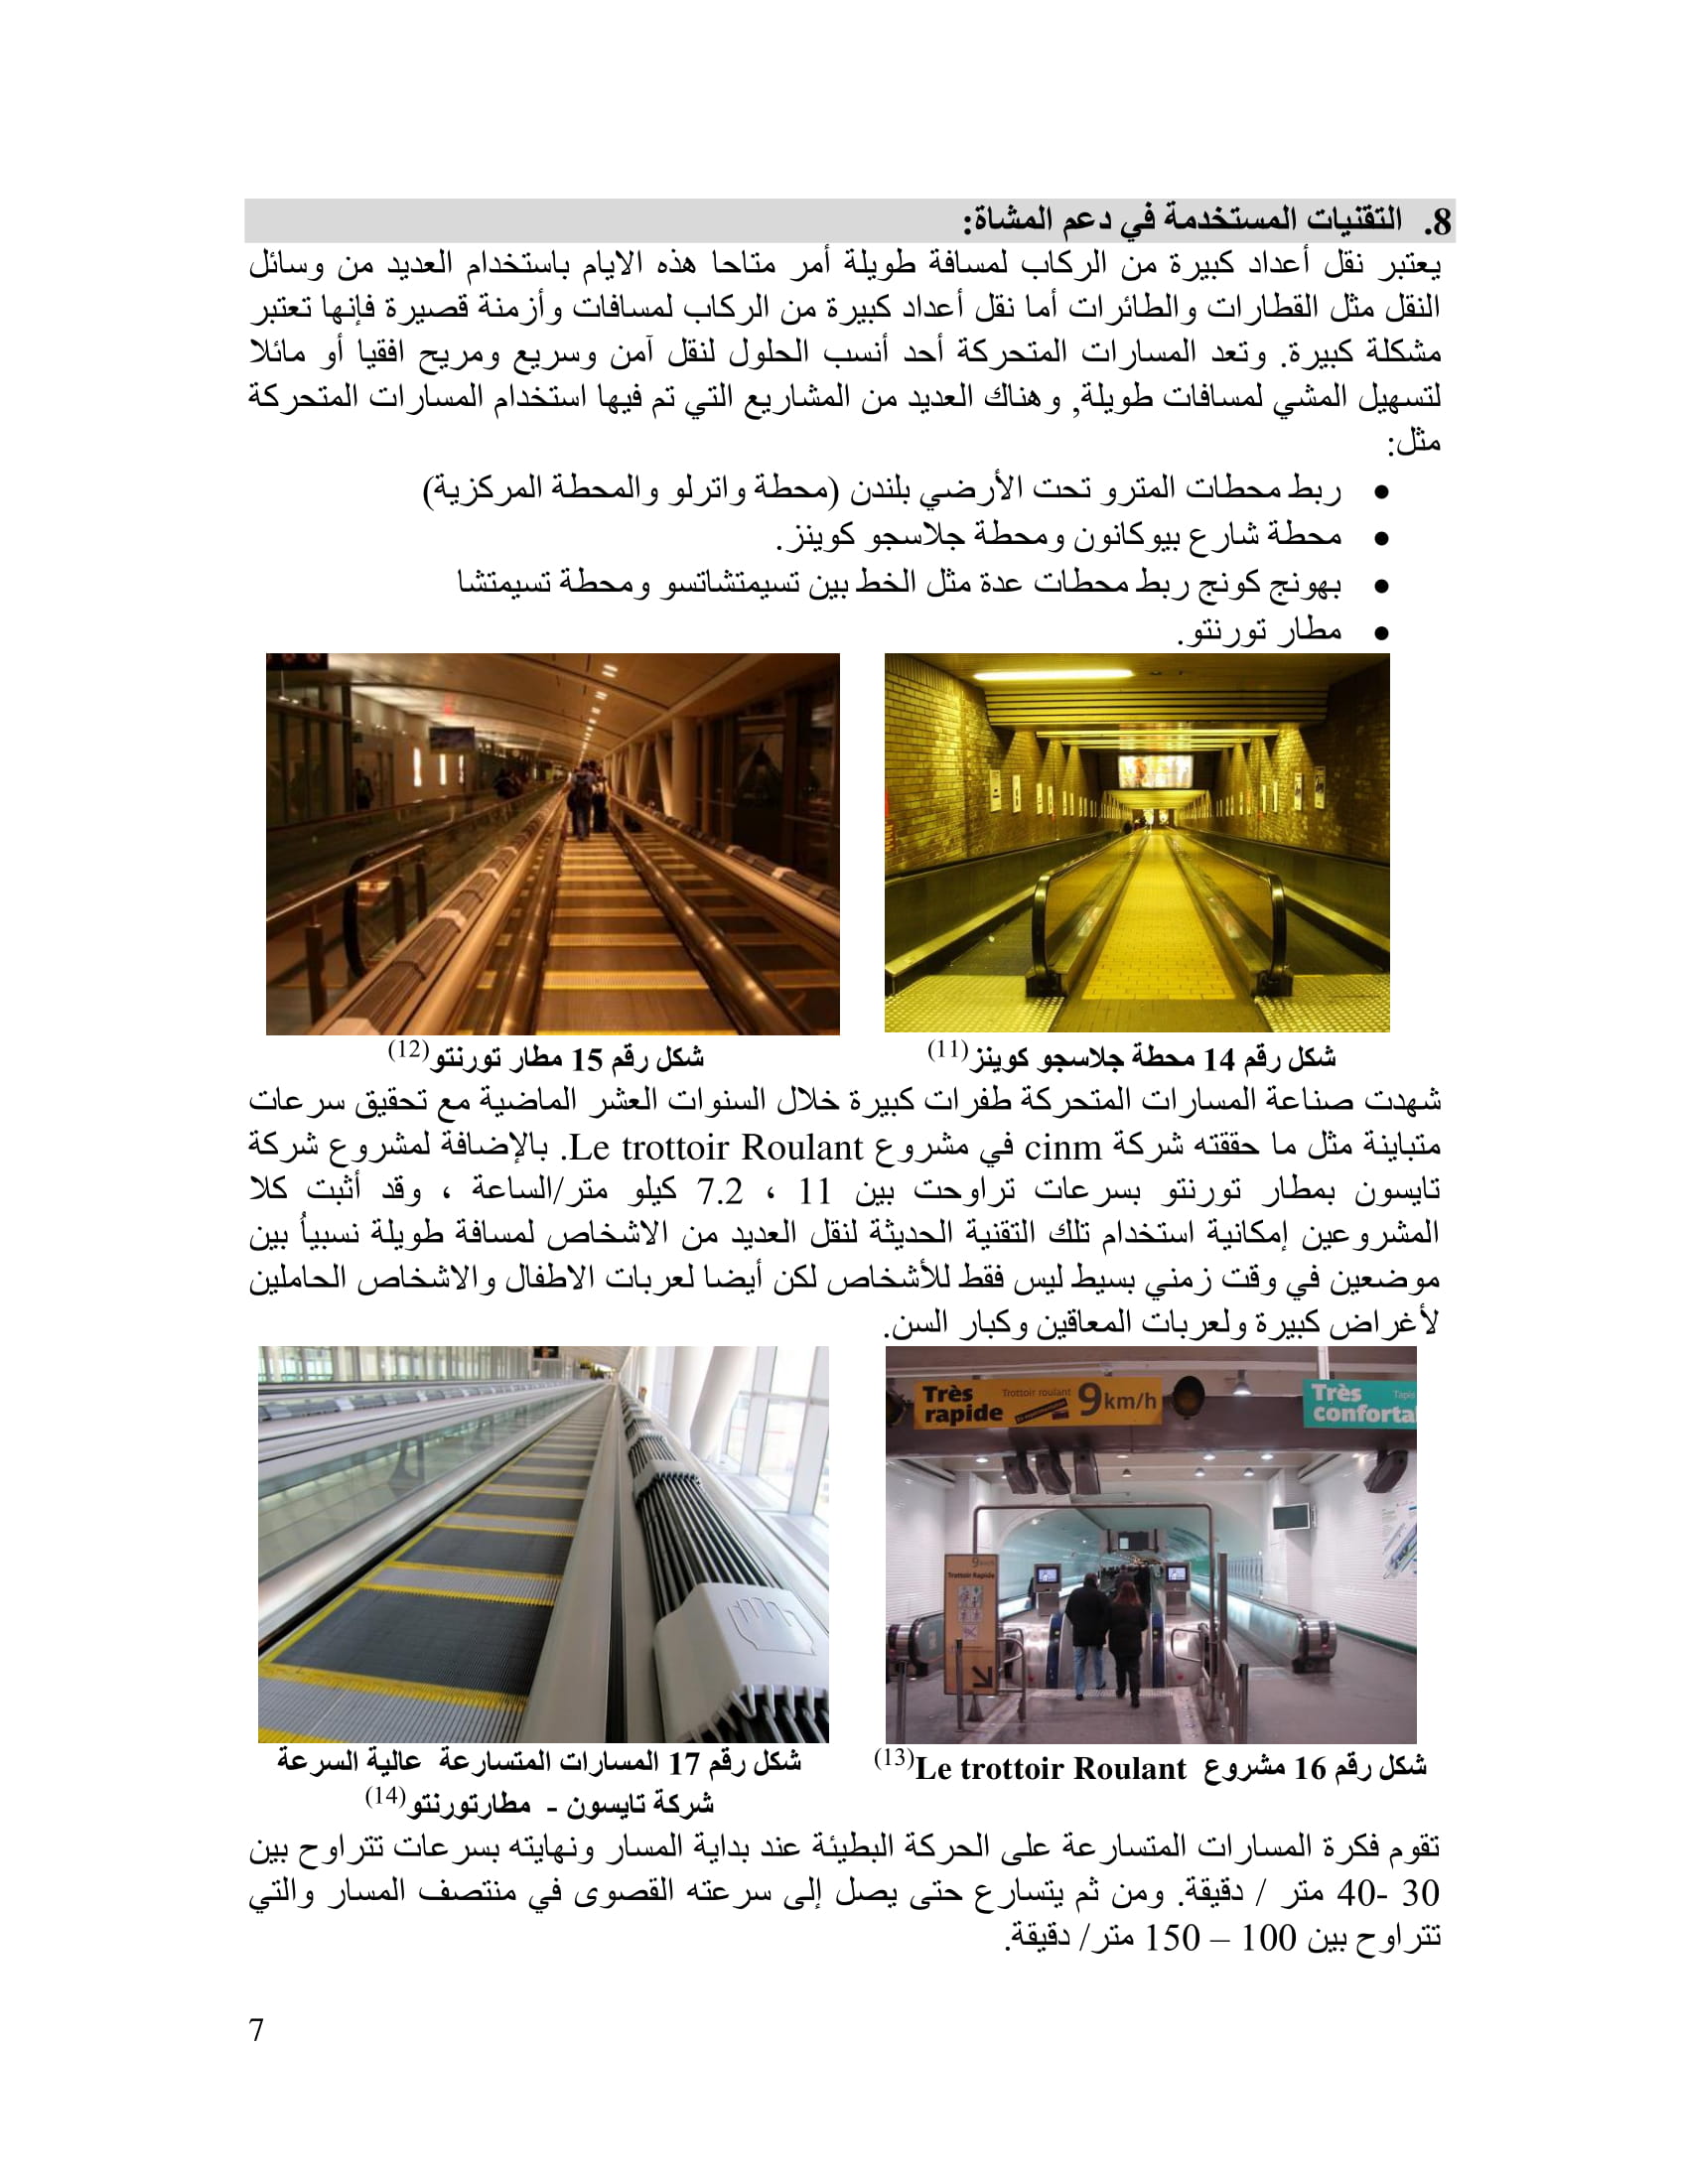 8. التقنيات المستخدمة في دعم المشاة:
يعتبر نقل أعداد كبيرة من الركاب لمسافة طويلة أمر متاحا هذه الايام باستخدام العديد من وسائل
النقل مثل القطارات والطائرات أما نقل أعداد كبيرة من الركاب لمسافات وأزمنة قصيرة فإنها تعتبر
مشكلة كبيرة. وتعد المسارات المتحركة أحد أنسب الحلول لنقل آمن وسريع ومريح افقيا أو مائلا
لتسهيل المشي لمسافات طويلة, وهناك العديد من المشاريع التي تم فيها استخدام المسارات المتحركة
مثل:
• ربط محطات المترو تحت الأرضي بلندن (محطة واترلو والمحطة المركزية)
• محطة شارع بيوكانون ومحطة جلاسجو كوينز.
• بهونج كونج ربط محطات عدة مثل الخط بين تسيمتشاتسو ومحطة تسيمتشا
• مطار تورنتو.
شكل رقم 14 محطة جلاسجو كوينز(11)
شكل رقم 15 مطار تورنتو(12)
شهدت صناعة المسارات المتحركة طفرات كبيرة خلال السنوات العشر الماضية مع تحقيق سرعات
متباينة مثل ما حققته شركة cinm في مشروع Le trottoir Roulant. بالإضافة لمشروع شركة
تايسون بمطار تورنتو بسرعات تراوحت بين 11 ، 7.2 كيلو متر/الساعة ، وقد أثبت كلا
المشروعين إمكانية استخدام تلك التقنية الحديثة لنقل العديد من الاشخاص لمسافة طويلة نسبياُ بين
موضعين في وقت زمني بسيط ليس فقط للأشخاص لكن أيضا لعربات الاطفال والاشخاص الحاملين
لأغراض كبيرة ولعربات المعاقين وكبار السن.
Très
rapide
Trottoir roulant
9km/h
Très
conforta
Tapis
9km/h
Trottoir Rapide
شكل رقم 16 مشروع Le trottoir Roulant(13)
شكل رقم 17 المسارات المتسارعة عالية السرعة
شركة تايسون - مطارتورنتو(14)
تقوم فكرة المسارات المتسارعة على الحركة البطيئة عند بداية المسار ونهايته بسرعات تتراوح بين
30 -40 متر / دقيقة. ومن ثم يتسارع حتى يصل إلى سرعته القصوى في منتصف المسار والتي
تتراوح بين 100 – 150 متر/ دقيقة.
7